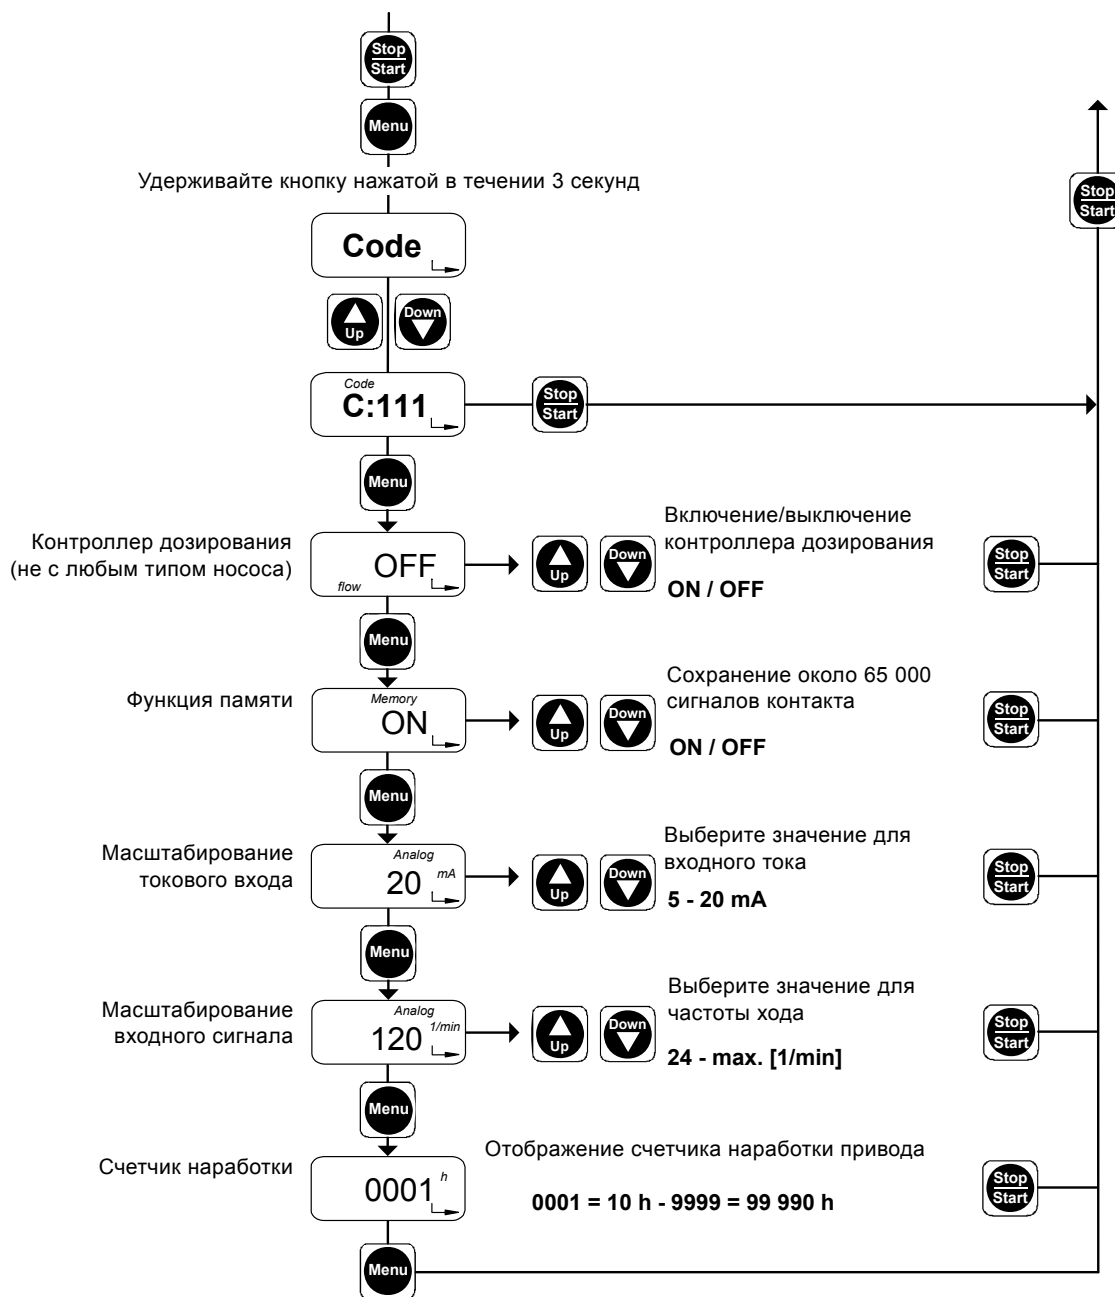 Stop
Start
Menu
Удерживайте кнопку нажатой в течении 3 секунд
Stop
Start
Code
Up
Down
Code
C:111
Stop
Start
Menu
Контроллер дозирования
(не с любым типом нососа)
OFF
flow
Up
Down
Включение/выключение
контроллера дозирования
ON / OFF
Stop
Start
Menu
Функция памяти
Memory
ON
Up
Down
Сохранение около 65 000
сигналов контакта
ON / OFF
Stop
Start
Menu
Масштабирование
токового входа
Analog
20 mA
Up
Down
Выберите значение для
входного тока
5 - 20 mA
Stop
Start
Menu
Масштабирование
входного сигнала
Analog
120 1/min
Up
Down
Выберите значение для
частоты хода
24 - max. [1/min]
Stop
Start
Menu
Счетчик наработки
0001 h
Отображение счетчика наработки привода
0001 = 10 h - 9999 = 99 990 h
Stop
Start
Menu